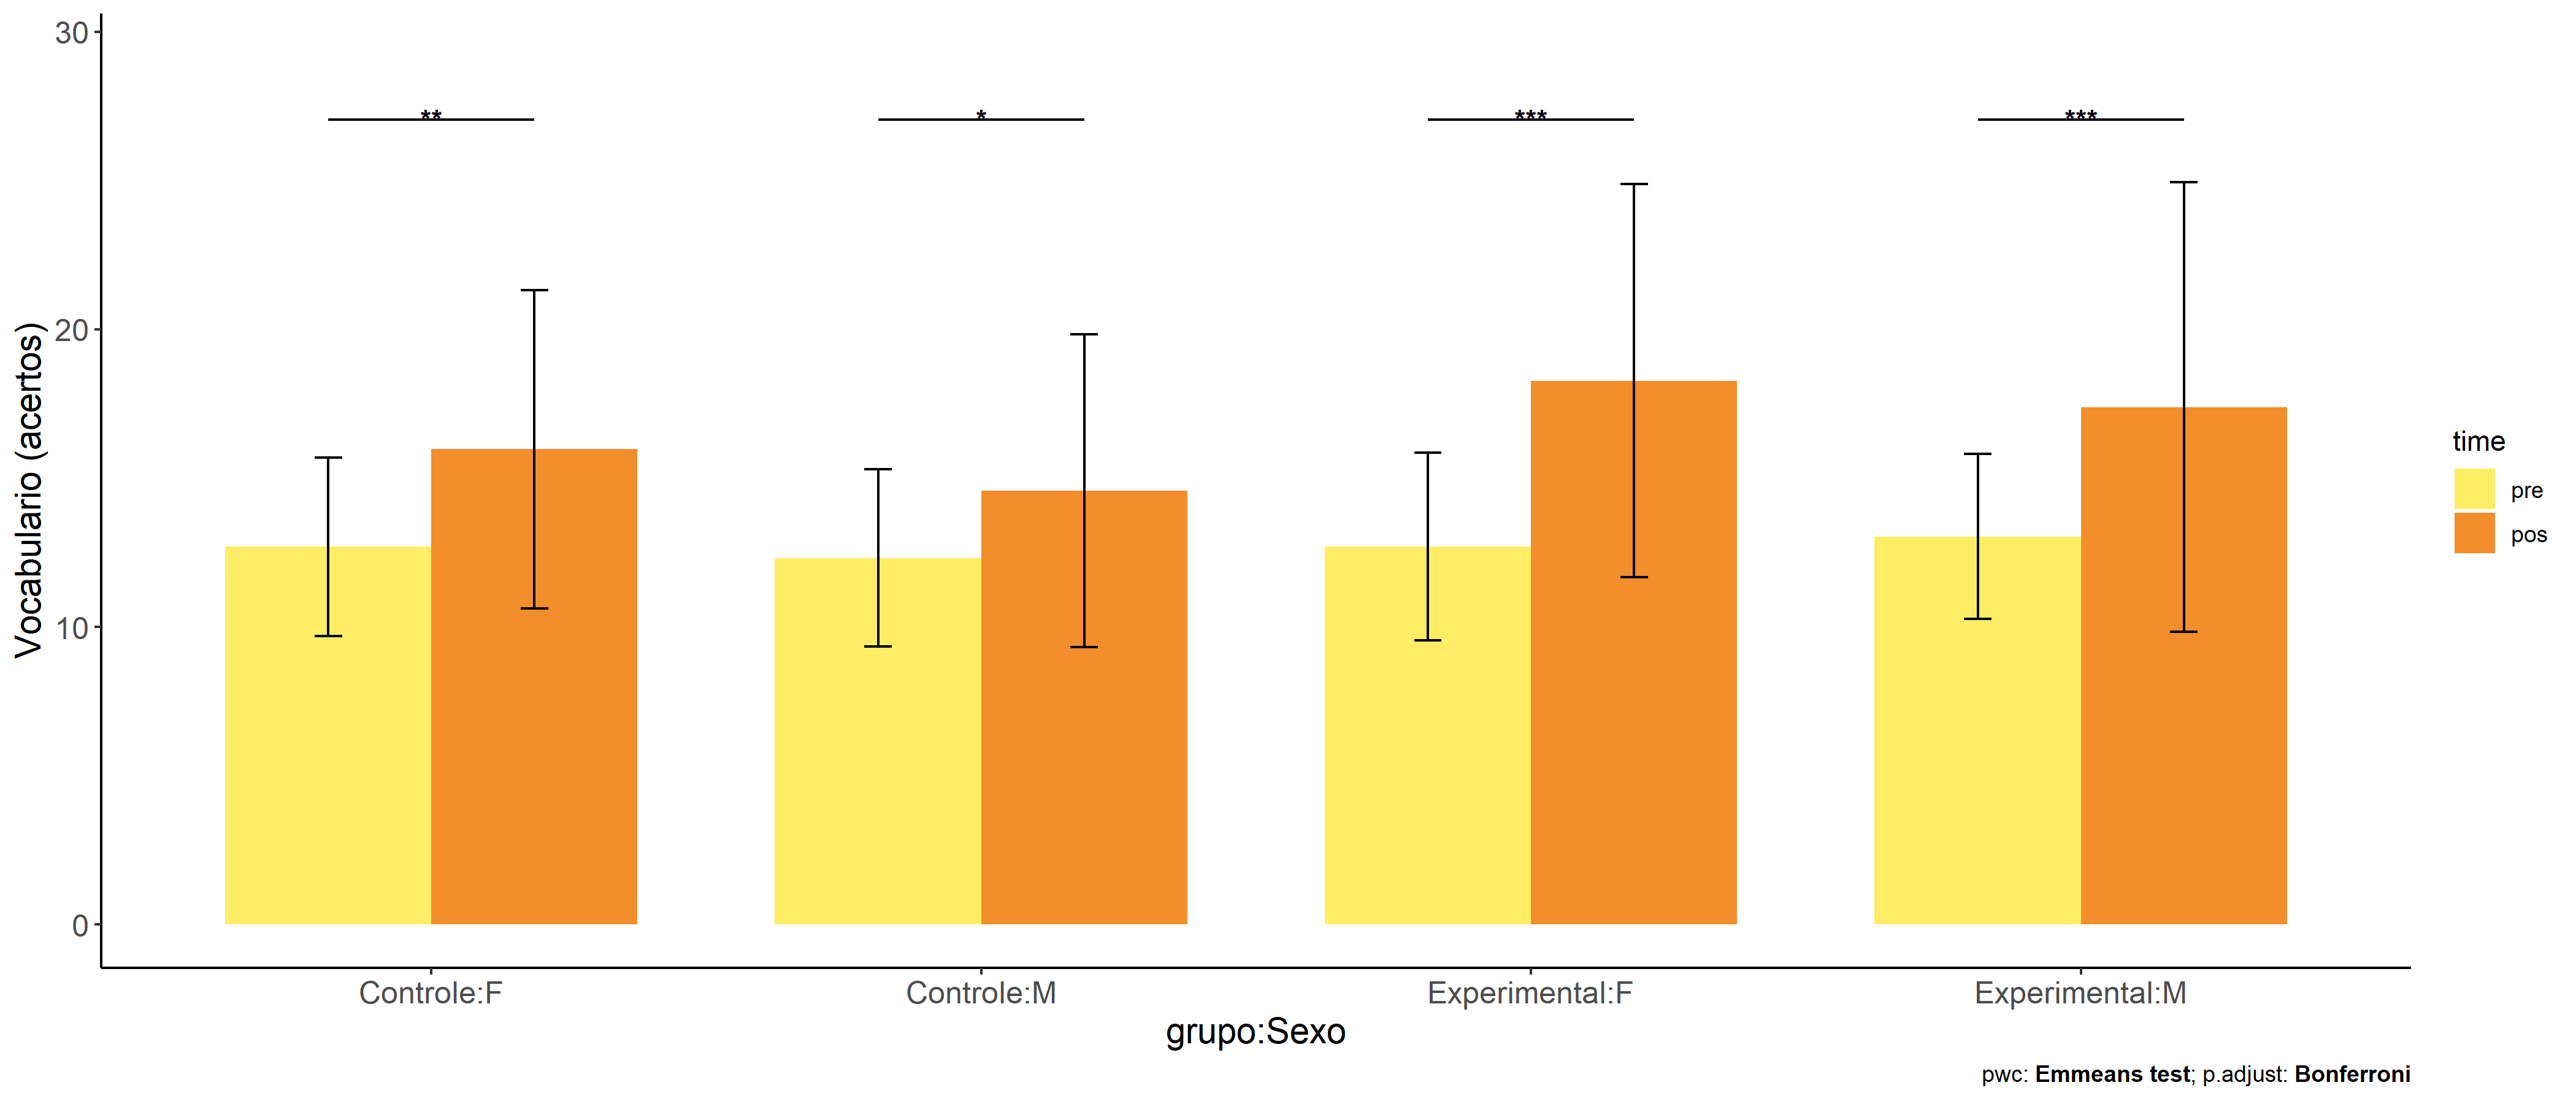 30
20
10
0
Vocabulario (acertos)
**
*
***
***
Controle:F
Controle:M
Experimental:F
Experimental:M
grupo:Sexo
time
pre
pos
pwc: Emmeans test; p.adjust: Bonferroni